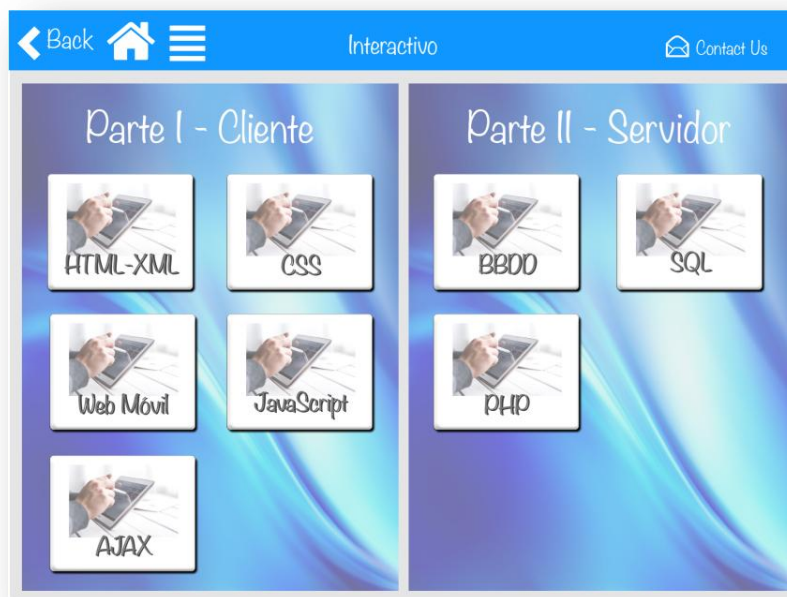 Back
Interactivo
Contact Us
Parte I - Cliente
HTML-XML
CSS
Web Móvil
JavaScript
AJAX
Parte II - Servidor
BBDD
SQL
PHP